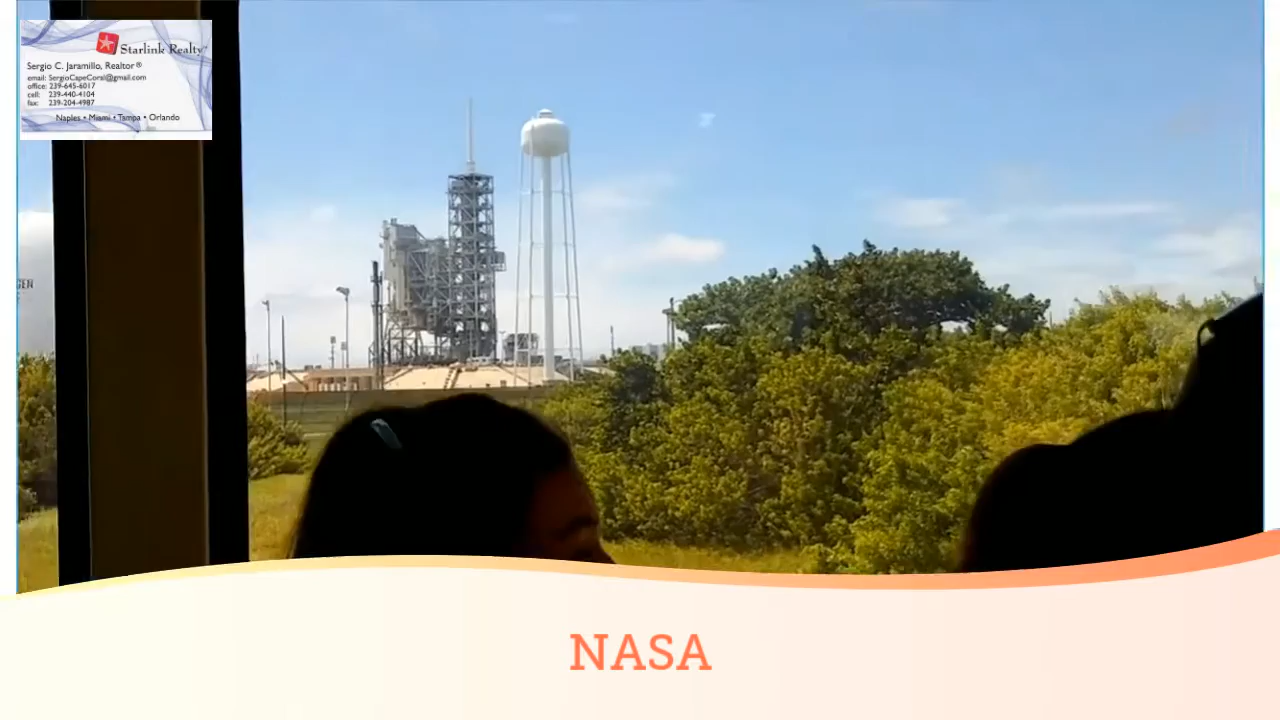 Starlink Realty
Sergio C. Jaramillo, Realtor®
email: SergioCapeCoral@gmail.com
office: 239-645-6017
cell: 239-440-4104
fax: 239-204-4987
Naples • Miami • Tampa • Orlando
NASA